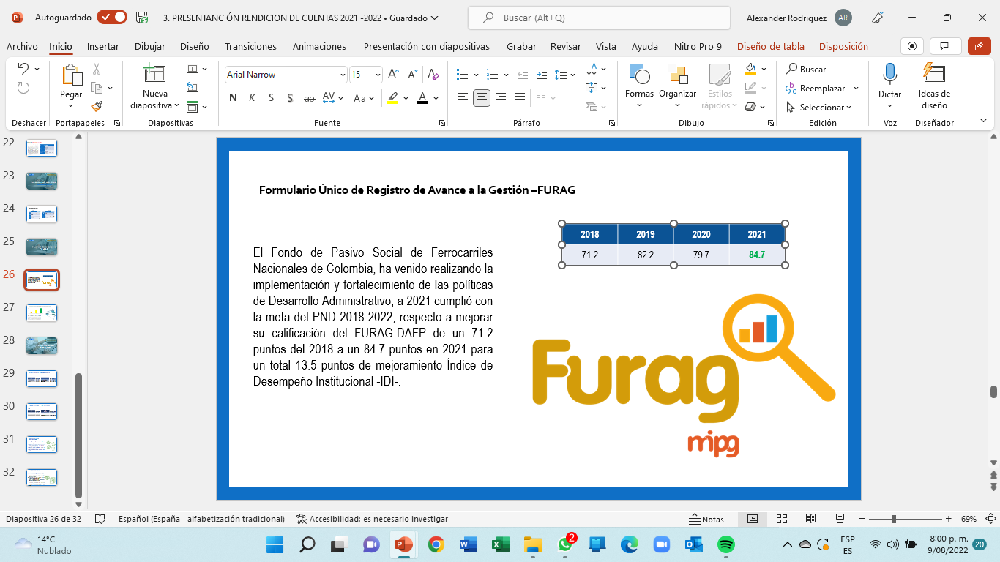 Autoguardado
3. PRESENTANCIÓN RENDICION DE CUENTAS 2021 -2022 • Guardado
Buscar (Alt+Q)
Alexander Rodriguez
AR
Archivo
Inicio
Insertar
Dibujar
Diseño
Transiciones
Animaciones
Presentación con diapositivas
Grabar
Revisar
Vista
Ayuda
Nitro Pro 9
Diseño de tabla
Disposición
Pegar
Nueva
diapositiva
Arial Narrow
15
N K S S ab AV Aa A
Formas
Organizar
Estilos
rápidos
Buscar
Reemplazar
Seleccionar
Dictar
Ideas de
diseño
Deshacer
Portapapeles
Diapositivas
Fuente
Párrafo
Dibujo
Edición
Voz
Diseñador
22
23
24
25
26
27
28
29
30
31
32
Formulario Único de Registro de Avance a la Gestión –FURAG
2018 2019 2020 2021
71.2 82.2 79.7 84.7
El Fondo de Pasivo Social de Ferrocarriles
Nacionales de Colombia, ha venido realizando la
implementación y fortalecimiento de las políticas
de Desarrollo Administrativo, a 2021 cumplió con
la meta del PND 2018-2022, respecto a mejorar
su calificación del FURAG-DAFP de un 71.2
puntos del 2018 a un 84.7 puntos en 2021 para
un total 13.5 puntos de mejoramiento Índice de
Desempeño Institucional -IDI-.
Furag
mipg
Diapositiva 26 de 32
Español (España - alfabetización tradicional)
Accesibilidad: es necesario investigar
Notas
69%
14°C
Nublado
2
ESP
ES
8:00 p. m.
9/08/2022
20